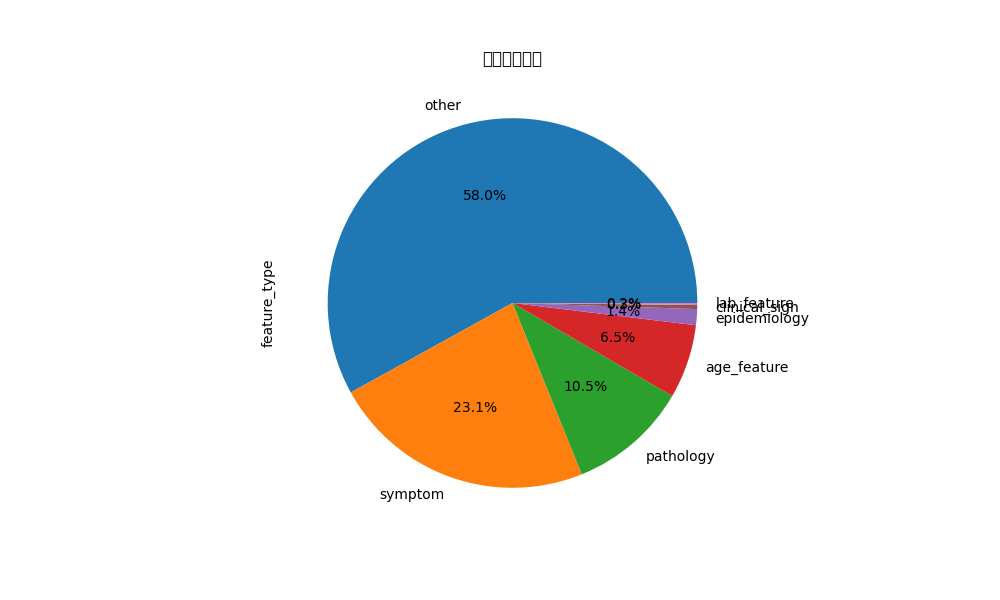 other
58.0%
feature_type
lab_feature
clinical_sign
1.4%
epidemiology
6.5%
age_feature
10.5%
23.1%
pathology
symptom